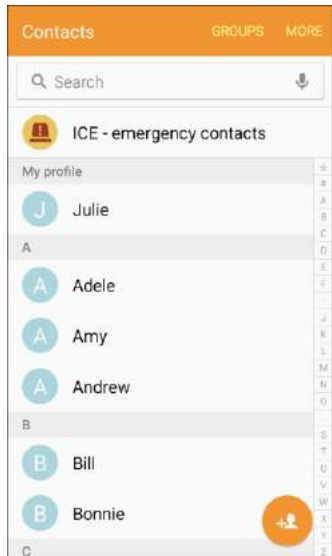 Contacts GROUPS MORE
Search
ICE - emergency contacts
My profile
J Julie
A
A Adele
A Amy
A Andrew
B
B Bill
B Bonnie
C
#
A
B
C
D
E
F
J
K
L
M
N
O
S
T
U
V
W
X
Y